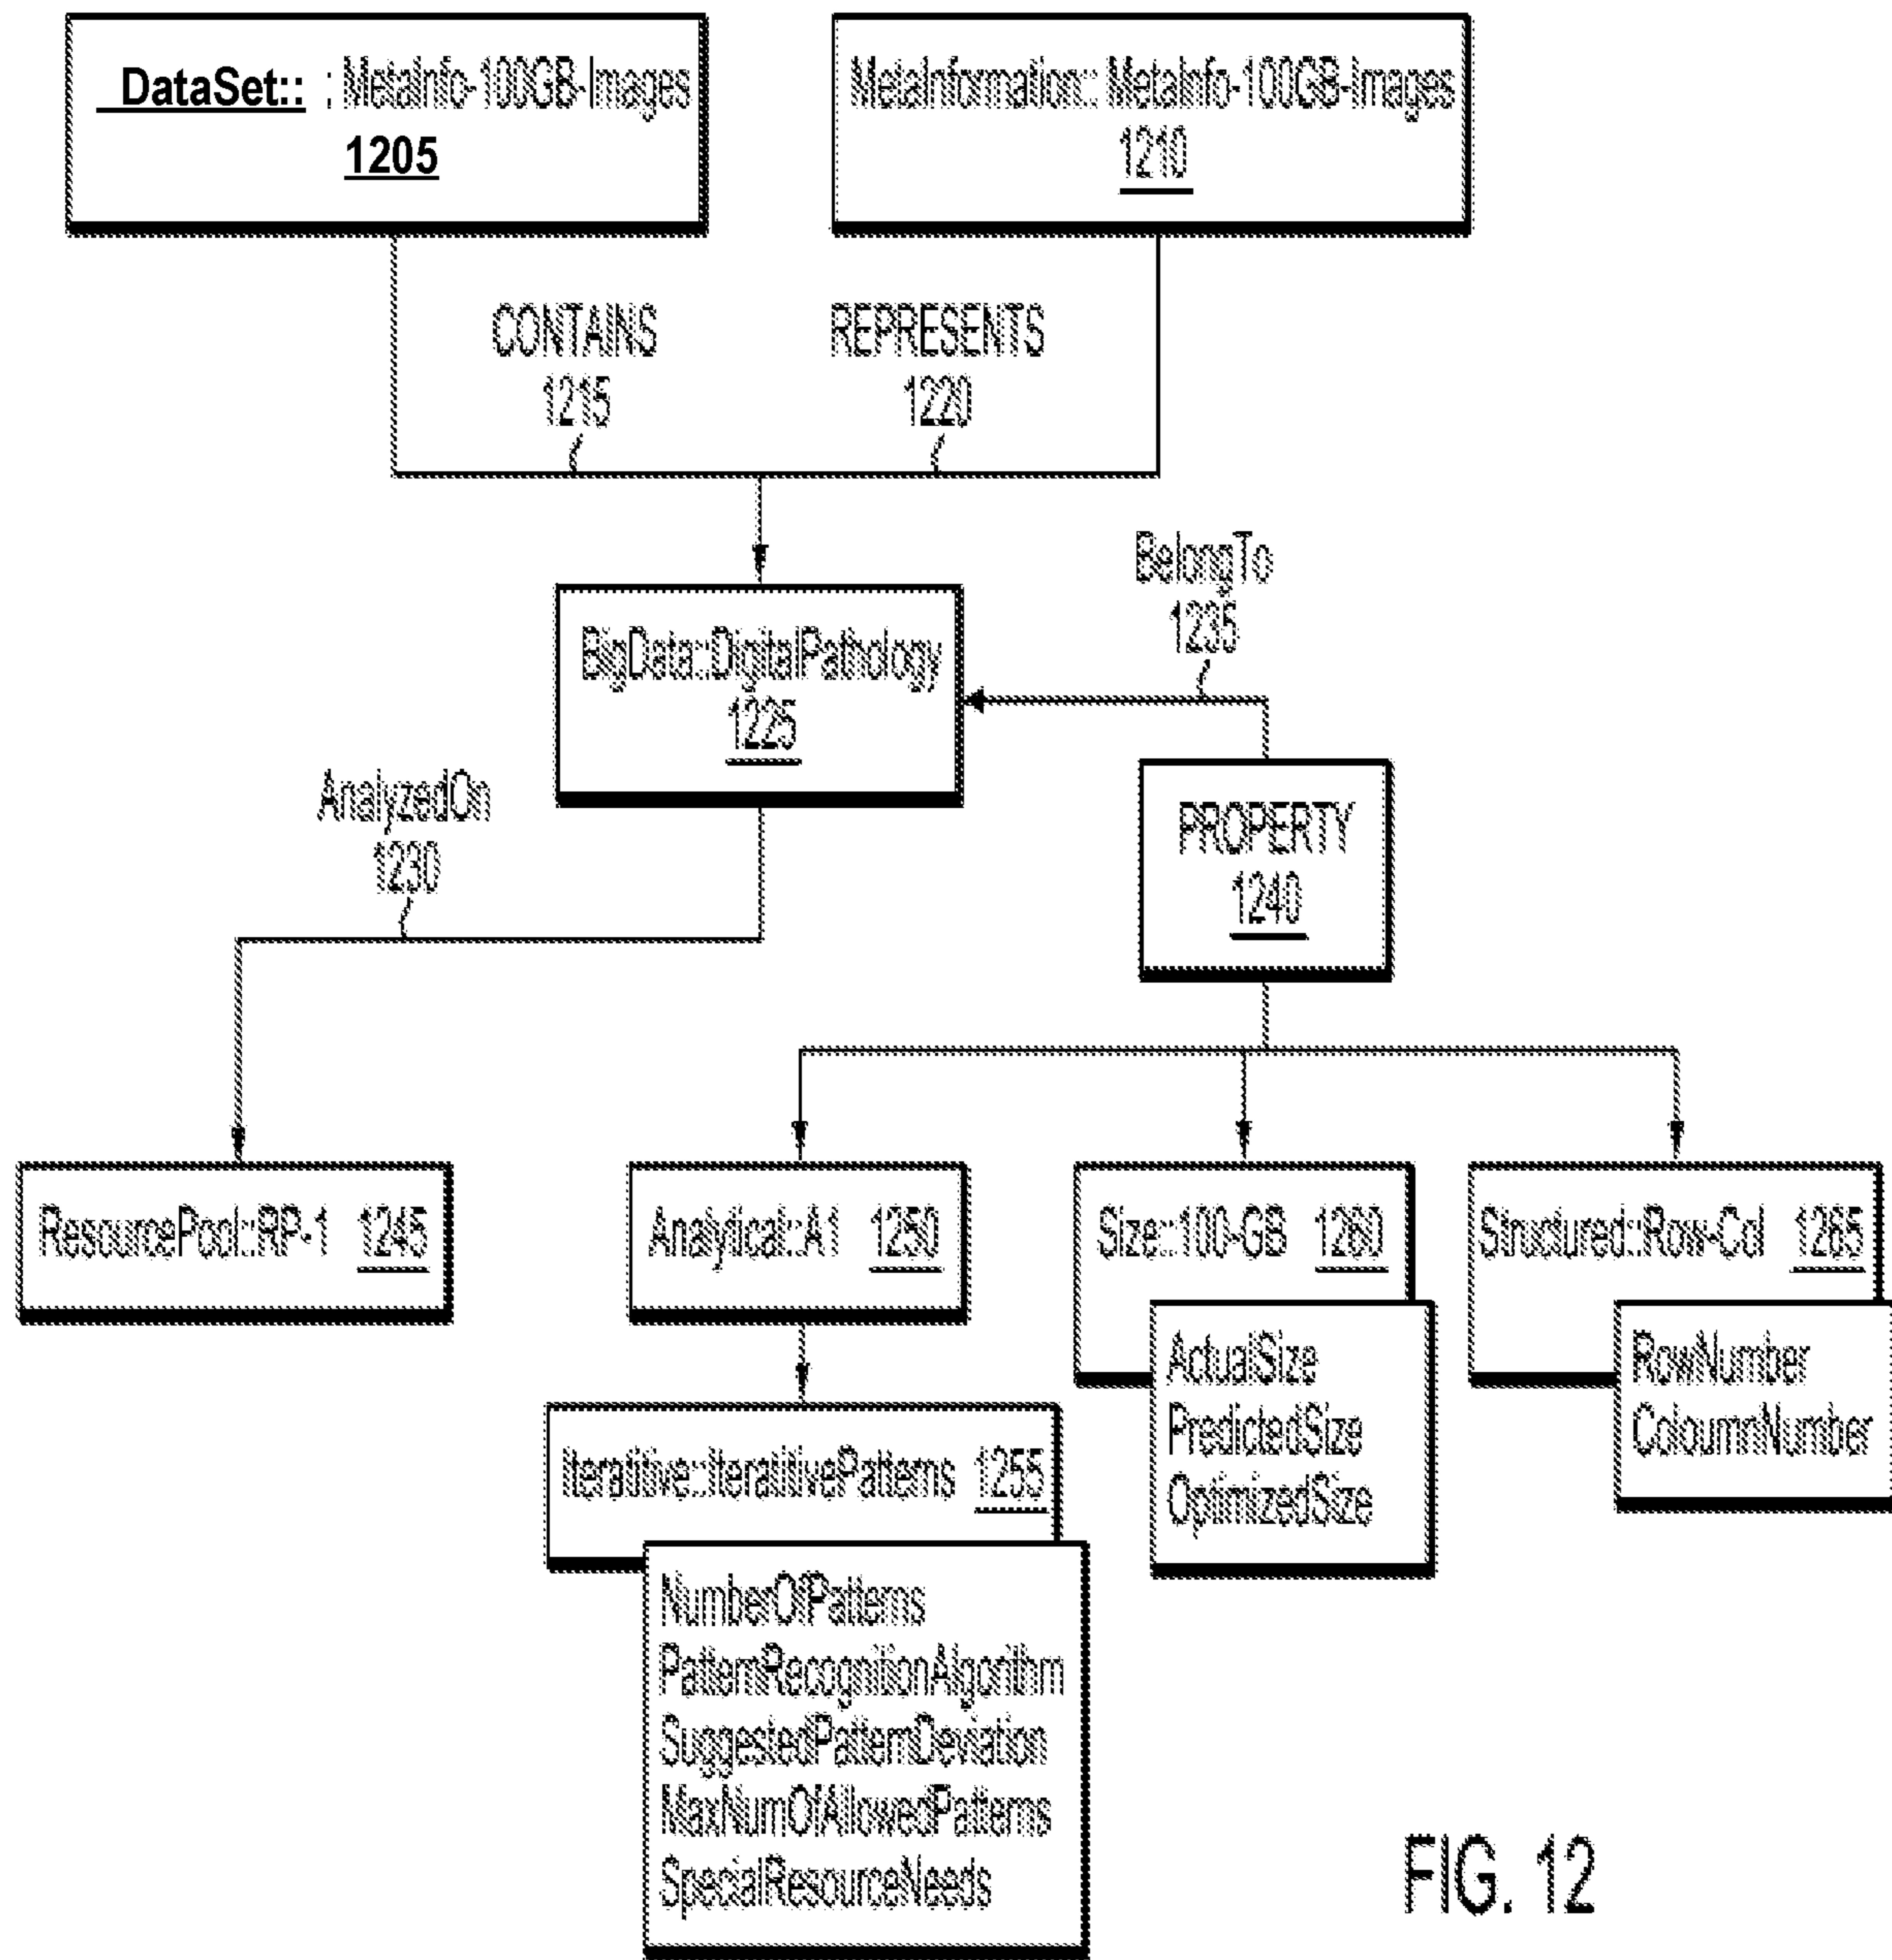 DataSet:: : MetaInfo-100GB-Images
1205
MetaInformation:: MetaInfo-100GB-Images
1210
CONTAINS
1215
REPRESENTS
1220
BelongTo
1235
BigData::DigitalPathology
1225
AnalyzedOn
1230
PROPERTY
1240
ResourcePool::RP-1 1245
Analytical::A1 1250
Size::100-GB 1260
Structured::Row-Col 1265
ActualSize
PredictedSize
OptimizedSize
RowNumber
ColoumnNumber
Iteratitive::IteratitivePatterns 1255
NumberOfPatterns
PatternRecognitionAlgorithm
SuggestedPatternDeviation
MaxNumOfAllowedPatterns
SpecialResourceNeeds
FIG. 12